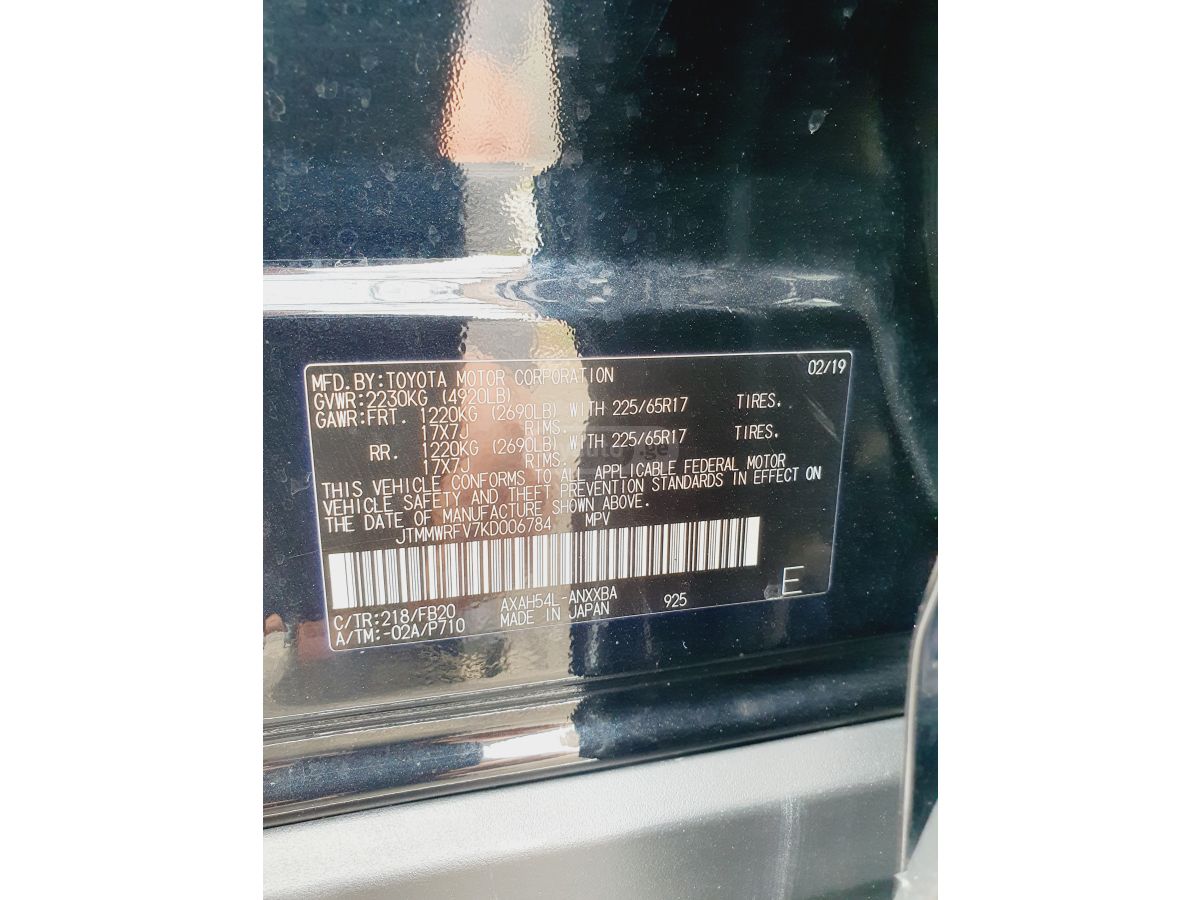 02/19
MFD.BY:TOYOTA MOTOR CORPORATION
GVWR:2230KG (4920LB)
GAWR:FRT. 1220KG (2690LB) WITH 225/65R17 TIRES.
17X7J RIMS.
RR. 1220KG (2690LB) WITH 225/65R17 TIRES.
17X7J RIMS.
THIS VEHICLE CONFORMS TO ALL APPLICABLE FEDERAL MOTOR
VEHICLE SAFETY AND THEFT PREVENTION STANDARDS IN EFFECT ON
THE DATE OF MANUFACTURE SHOWN ABOVE.
JTMMWRFV7KD006784 MPV
E
C/TR:218/FB20 AXAH54L-ANXXBA 925
A/TM:-02A/P710 MADE IN JAPAN